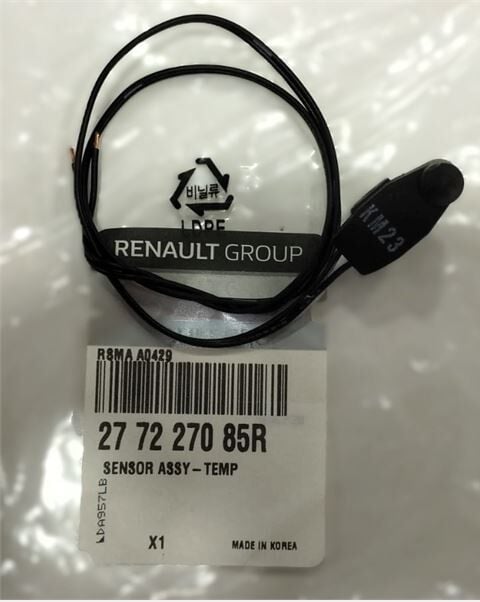 비닐류
LDPE
RENAULT GROUP
KM23
RSMA A0429
27 72 270 85R
SENSOR ASSY-TEMP
DA957LB
X1
MADE IN KOREA